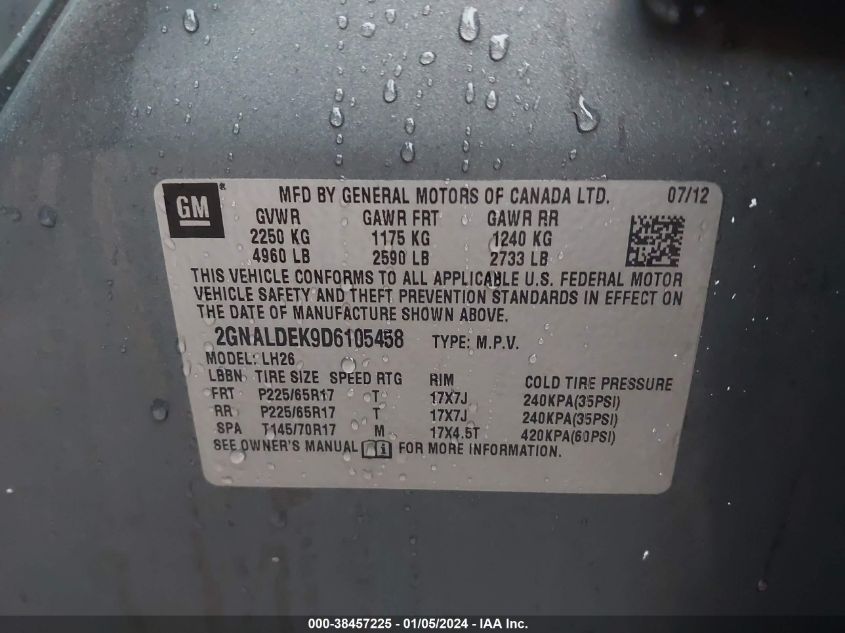 GM ® MFD BY GENERAL MOTORS OF CANADA LTD. 07/12
GVWR GAWR FRT GAWR RR
2250 KG 1175 KG 1240 KG
4960 LB 2590 LB 2733 LB
THIS VEHICLE CONFORMS TO ALL APPLICABLE U.S. FEDERAL MOTOR
VEHICLE SAFETY AND THEFT PREVENTION STANDARDS IN EFFECT ON
THE DATE OF MANUFACTURE SHOWN ABOVE.
2GNALDEK9D6105458 TYPE: M.P.V.
MODEL: LH26
LBBN TIRE SIZE SPEED RTG RIM COLD TIRE PRESSURE
FRT P225/65R17 T 17X7J 240KPA(35PSI)
RR P225/65R17 T 17X7J 240KPA(35PSI)
SPA T145/70R17 M 17X4.5T 420KPA(60PSI)
SEE OWNER'S MANUAL FOR MORE INFORMATION.
000-38457225 - 01/05/2024 - IAA Inc.